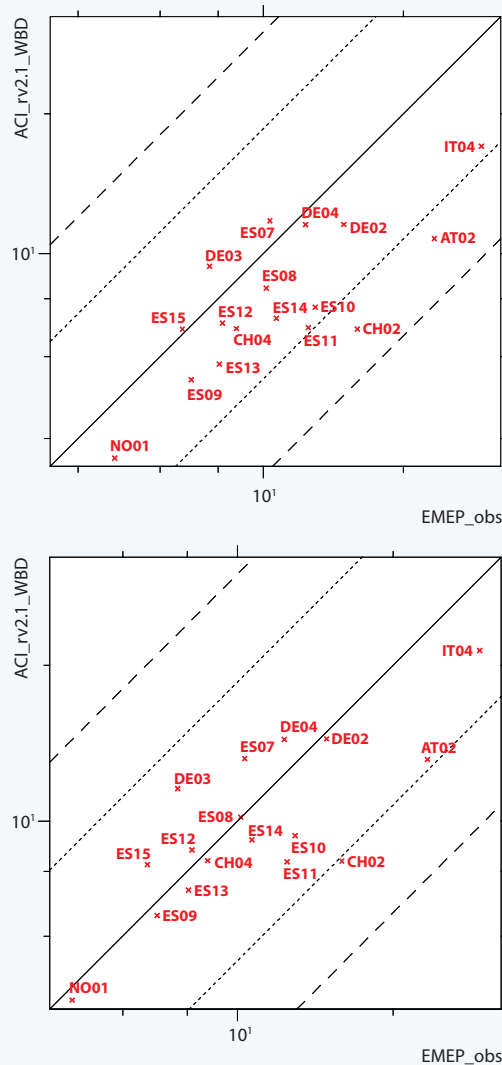 ACI_rv2.1_WBD
IT04
DE04
ES07
DE02
AT02
DE03
ES08
10¹
ES12
ES14
ES10
ES15
CH04
ES11
CH02
ES13
ES09
NO01
10¹
EMEP_obs
ACI_rv2.1_WBD
IT04
DE04
ES07
DE02
AT02
DE03
ES08
10¹
ES12
ES14
ES10
ES15
CH04
ES11
CH02
ES13
ES09
NO01
10¹
EMEP_obs